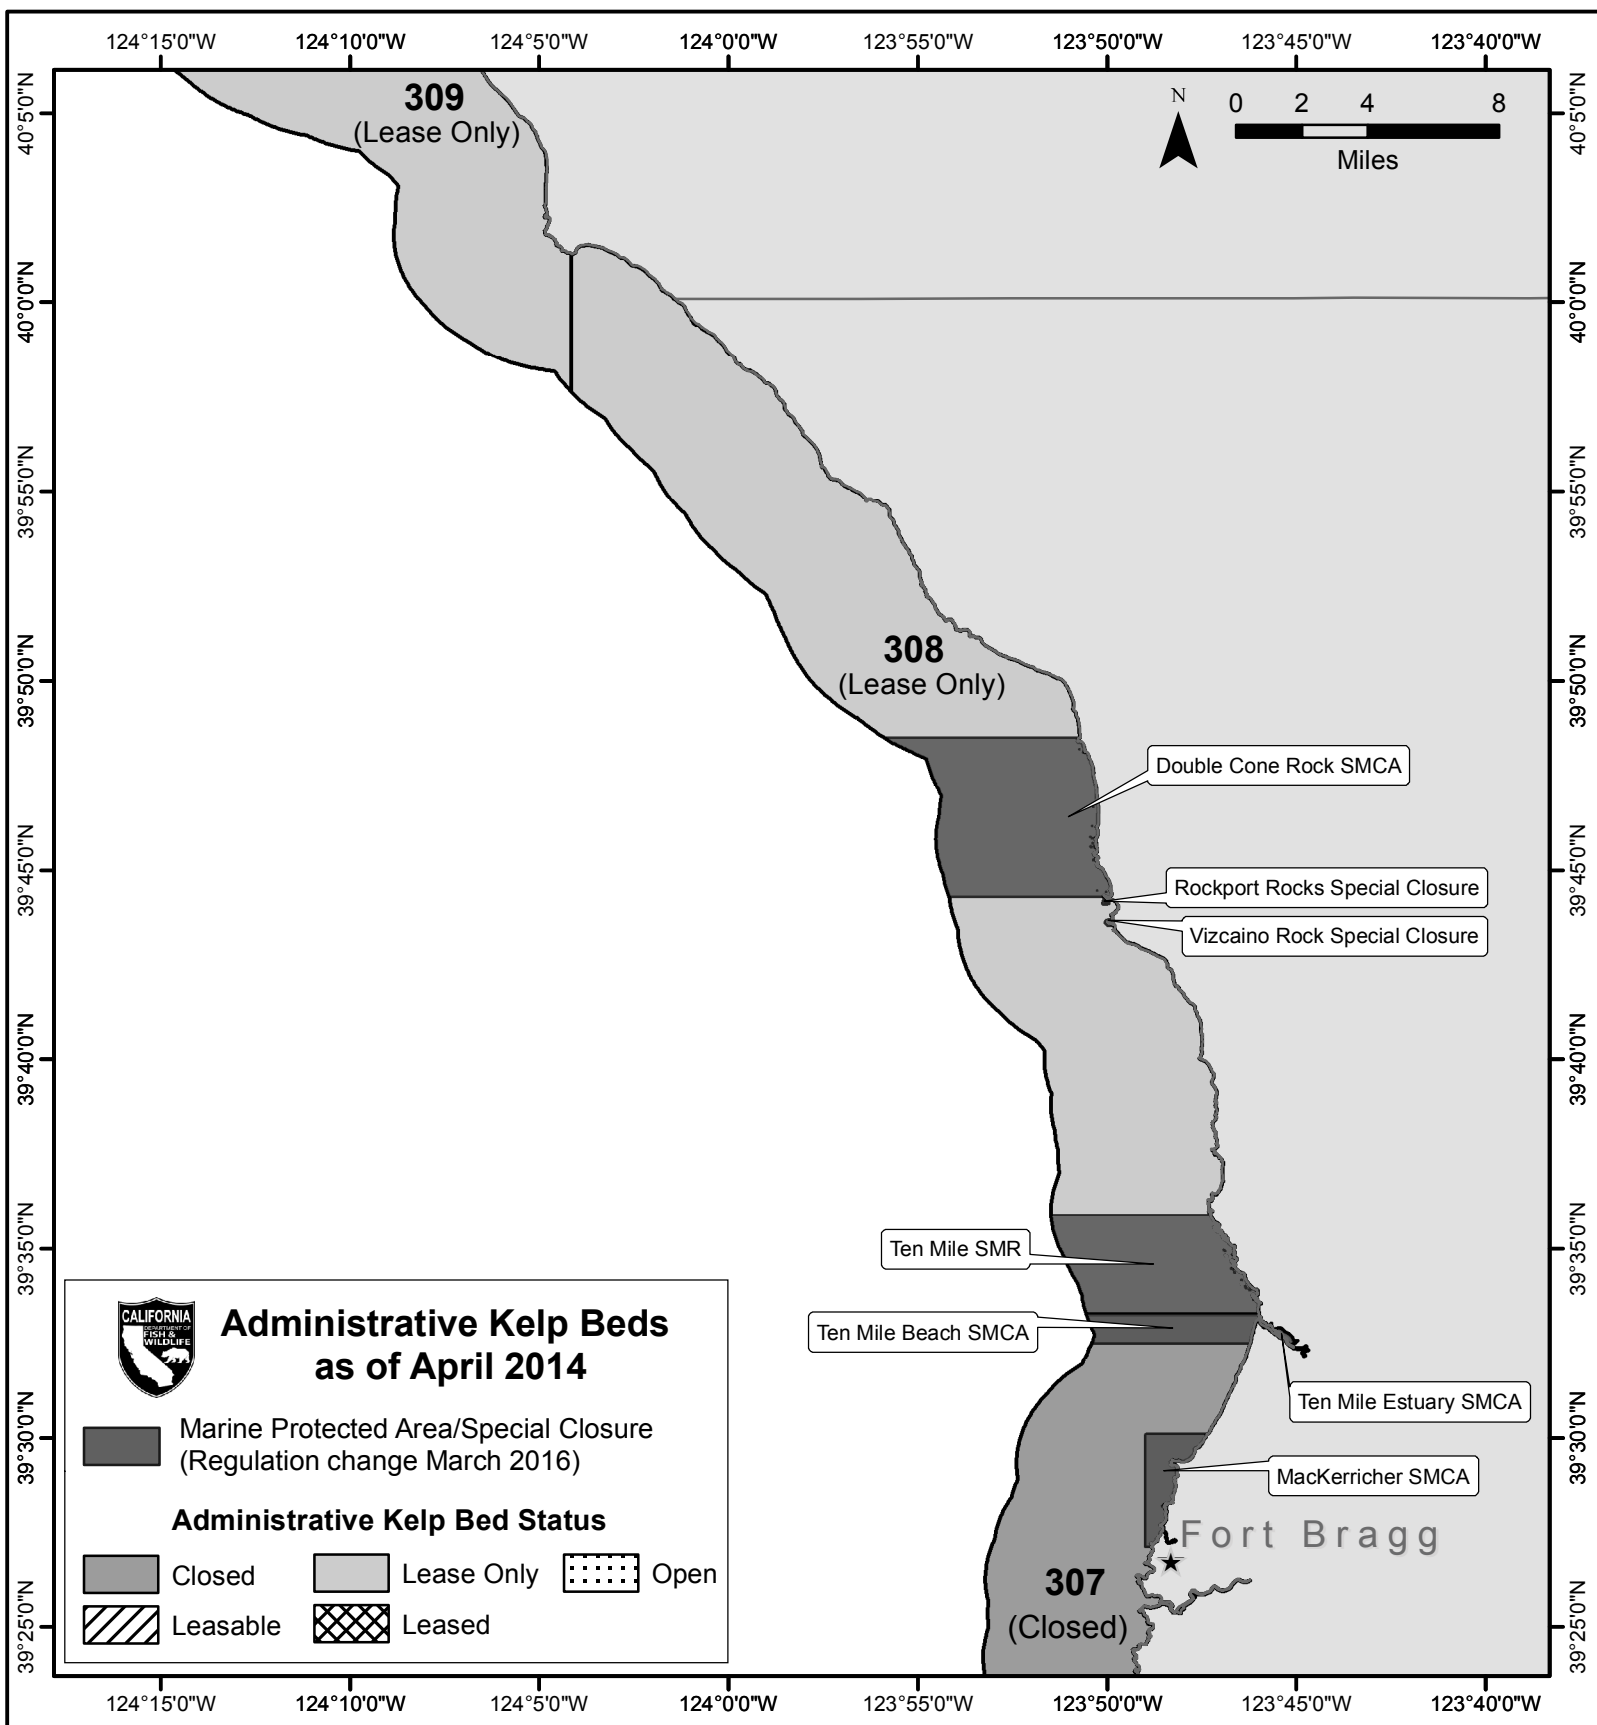 124°15'0"W 124°10'0"W 124°5'0"W 124°0'0"W 123°55'0"W 123°50'0"W 123°45'0"W 123°40'0"W
40°5'0"N
40°0'0"N
39°55'0"N
39°50'0"N
39°45'0"N
39°40'0"N
39°35'0"N
39°30'0"N
39°25'0"N
309
(Lease Only)
N
0 2 4 8
Miles
308
(Lease Only)
Double Cone Rock SMCA
Rockport Rocks Special Closure
Vizcaino Rock Special Closure
Ten Mile SMR
Ten Mile Beach SMCA
Ten Mile Estuary SMCA
MacKerricher SMCA
Fort Bragg
307
(Closed)
CALIFORNIA
DEPARTMENT OF
FISH &
WILDLIFE
Administrative Kelp Beds
as of April 2014
Marine Protected Area/Special Closure
(Regulation change March 2016)
Administrative Kelp Bed Status
Closed Lease Only Open
Leasable Leased
40°5'0"N
40°0'0"N
39°55'0"N
39°50'0"N
39°45'0"N
39°40'0"N
39°35'0"N
39°30'0"N
39°25'0"N
124°15'0"W 124°10'0"W 124°5'0"W 124°0'0"W 123°55'0"W 123°50'0"W 123°45'0"W 123°40'0"W